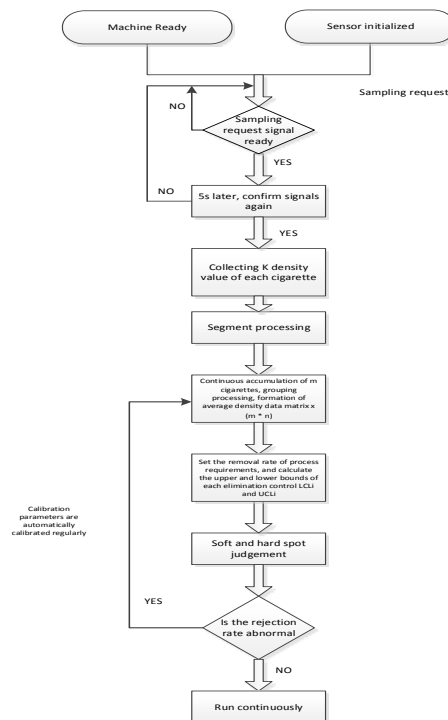 Machine Ready
Sensor initialized
Sampling request
NO
Sampling
request signal
ready
YES
NO
5s later, confirm signals
again
YES
Collecting K density
value of each cigarette
Segment processing
Continuous accumulation of m
cigarettes, grouping
processing, formation of
average density data matrix x
(m * n)
Set the removal rate of process
requirements, and calculate
the upper and lower bounds of
each elimination control LCLi
and UCLi
Calibration
parameters are
automatically
calibrated regularly
Soft and hard spot
judgement
YES
Is the rejection
rate abnormal
NO
Run continuously